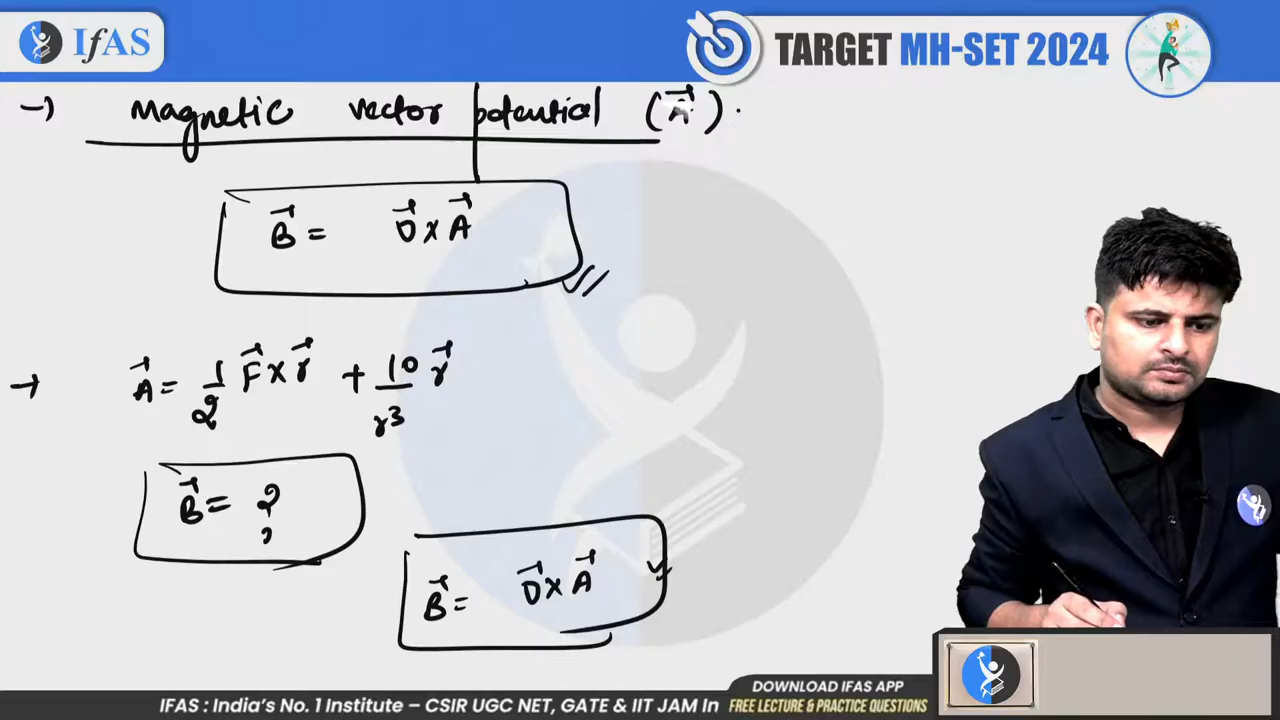 IfAS
TARGET MH-SET 2024
→ magnetic vector potential (A⃗).
B⃗ = ∇⃗ × A⃗
→ A⃗ = 1/2 F⃗ × r⃗ + 10/r³ r⃗
B⃗ = ?
B⃗ = ∇⃗ × A⃗
DOWNLOAD IFAS APP
IFAS : India's No. 1 Institute – CSIR UGC NET, GATE & IIT JAM In FREE LECTURE & PRACTICE QUESTIONS